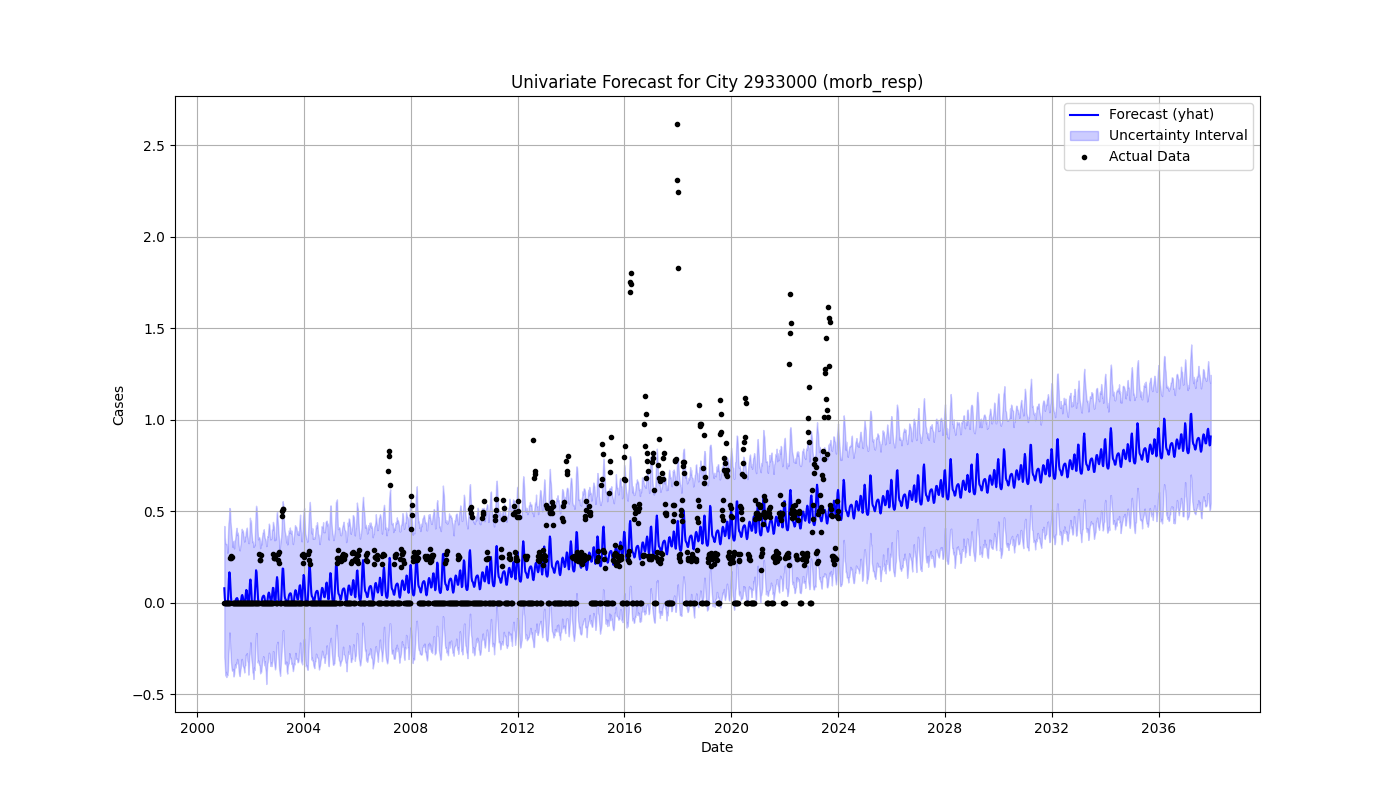 Univariate Forecast for City 2933000 (morb_resp)
Forecast (yhat)
Uncertainty Interval
Actual Data
2.5
2.0
1.5
1.0
0.5
0.0
−0.5
Cases
2000 2004 2008 2012 2016 2020 2024 2028 2032 2036
Date